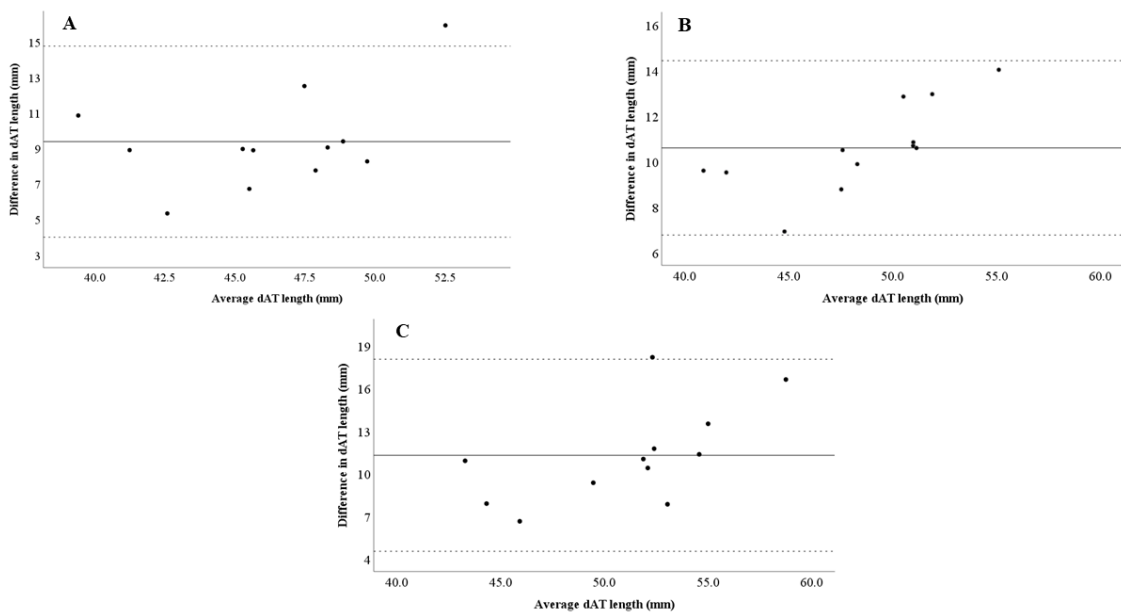 A
Difference in dAT length (mm)
15
13
11
9
7
5
3
40.0 42.5 45.0 47.5 50.0 52.5
Average dAT length (mm)
B
Difference in dAT length (mm)
16
14
12
10
8
6
40.0 45.0 50.0 55.0 60.0
Average dAT length (mm)
C
Difference in dAT length (mm)
19
16
13
10
7
4
40.0 45.0 50.0 55.0 60.0
Average dAT length (mm)